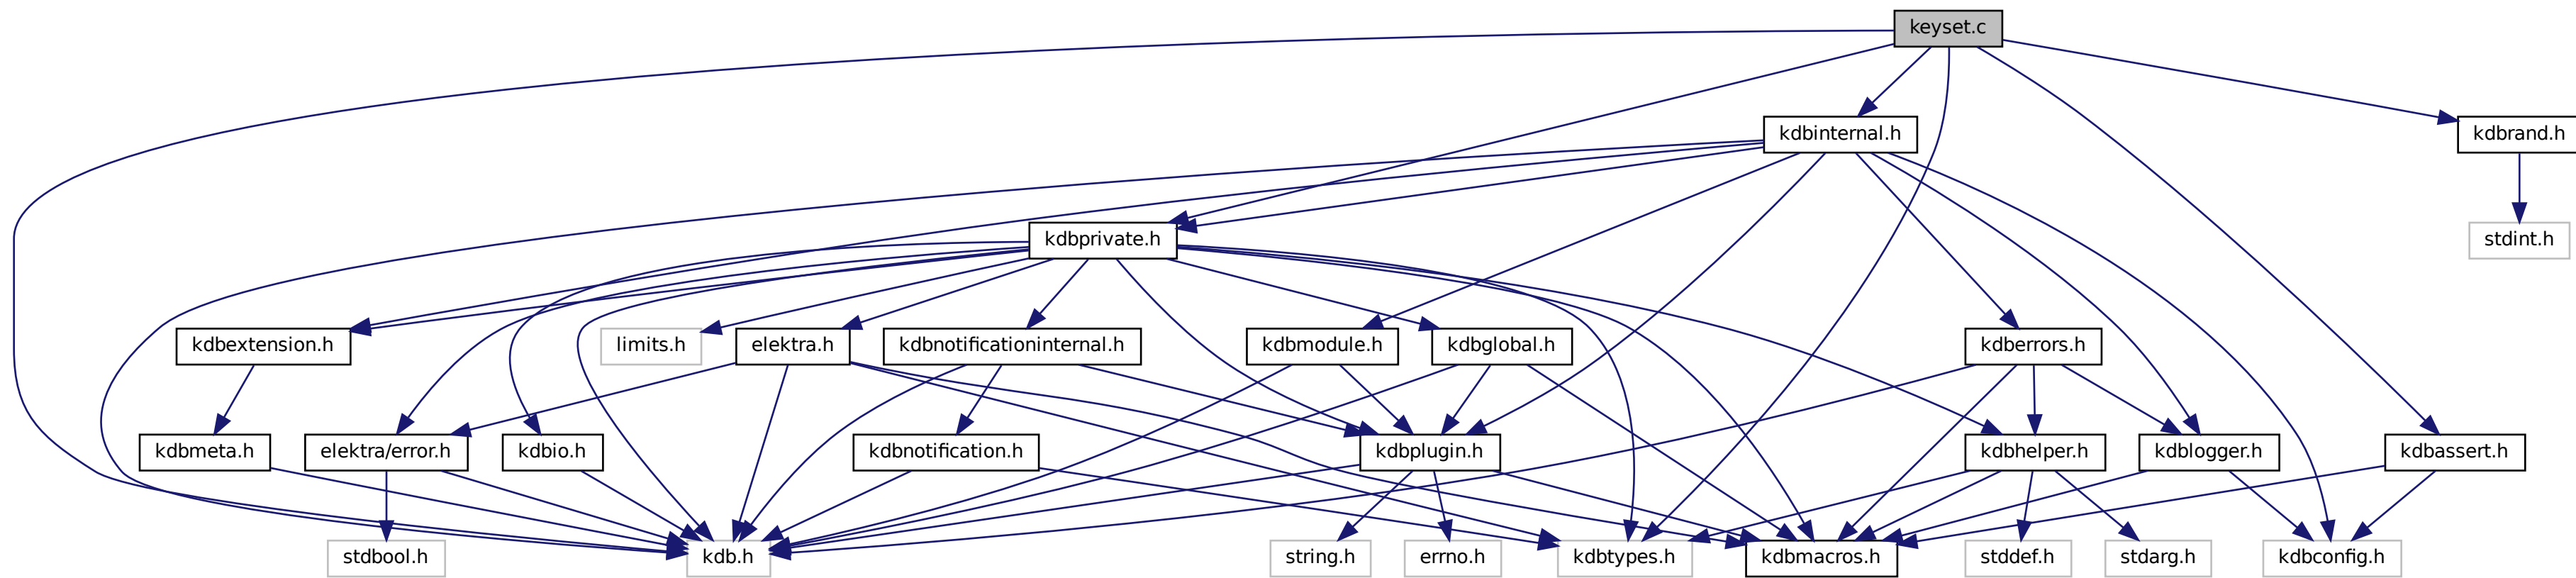 keyset.c
kdbinternal.h
kdbrand.h
kdbprivate.h
stdint.h
kdbextension.h
limits.h
elektra.h
kdbnotificationinternal.h
kdbmodule.h
kdbglobal.h
kdberrors.h
kdbmeta.h
elektra/error.h
kdbio.h
kdbnotification.h
kdbplugin.h
kdbhelper.h
kdblogger.h
kdbassert.h
stdbool.h
kdb.h
string.h
errno.h
kdbtypes.h
kdbmacros.h
stddef.h
stdarg.h
kdbconfig.h